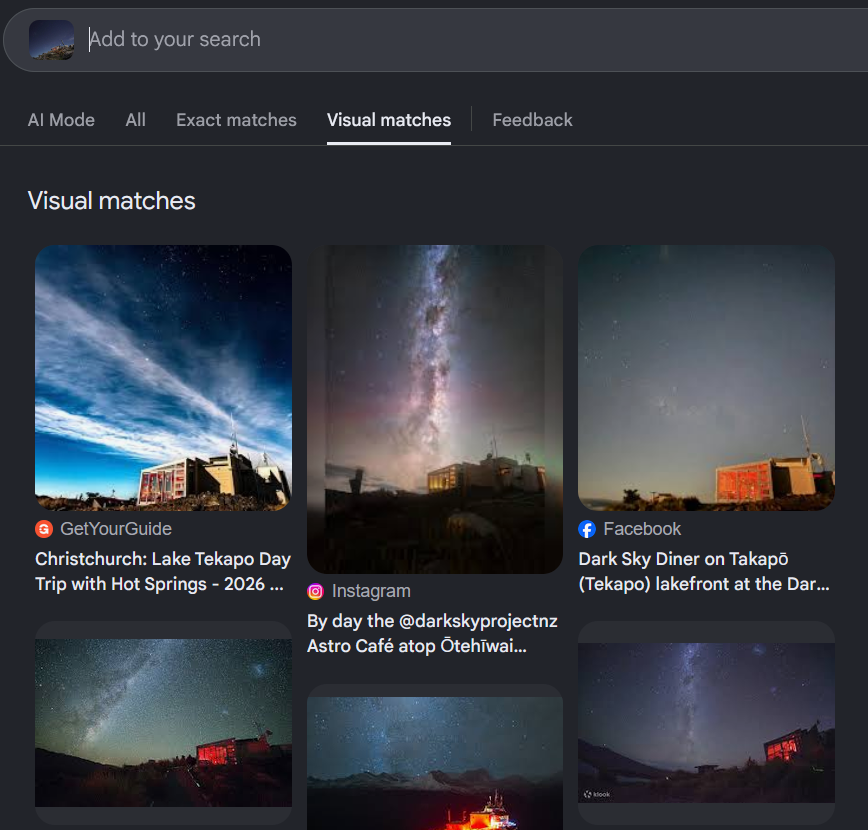 Add to your search
AI Mode
All
Exact matches
Visual matches
Feedback
Visual matches
GetYourGuide
Christchurch: Lake Tekapo Day
Trip with Hot Springs - 2026 ...
Instagram
By day the @darkskyprojectnz
Astro Café atop Ōtehīwai...
Facebook
Dark Sky Diner on Takapō
(Tekapo) lakefront at the Dar...
klook